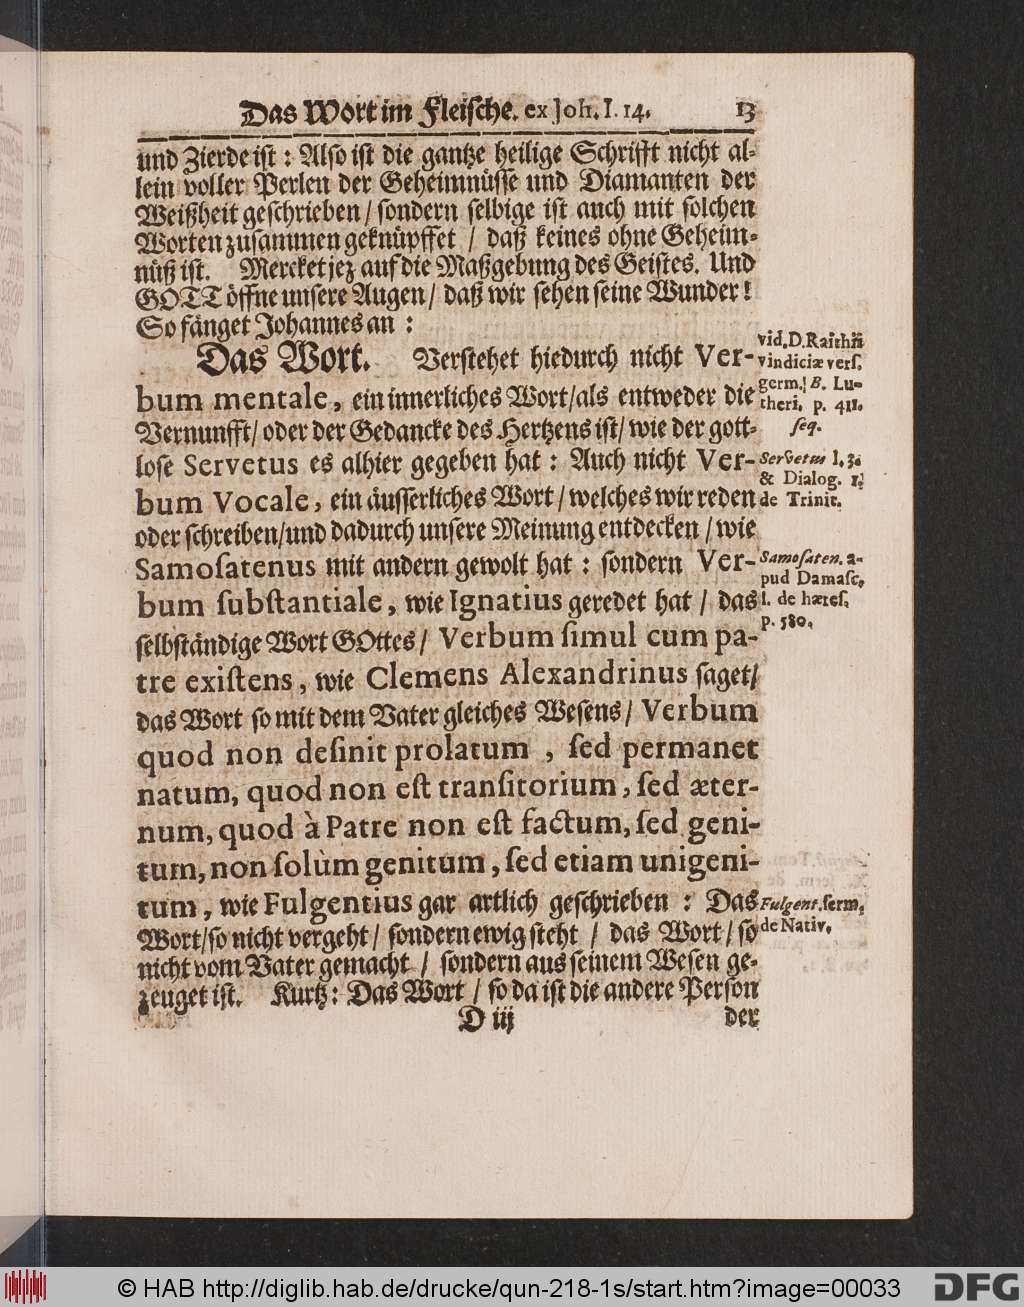 Das Wort im Fleiſche. ex Joh. I. 14. 13
und Zierde iſt : Alſo iſt die gantze heilige Schrifft nicht al-
lein voller Perlen der Geheimnüſſe und Diamanten der
Weißheit geſchrieben / ſondern ſelbige iſt auch mit ſolchen
Worten zuſammen geknüpffet / daß keines ohne Geheim-
nüß iſt. Mercket jez auf die Maßgebung des Geiſtes. Und
GOTT öffne unſere Augen / daß wir ſehen ſeine Wunder !
So fänget Johannes an :
Das Wort. Verſtehet hiedurch nicht Ver-
bum mentale, ein innerliches Wort/als entweder die
Vernunfft/ oder der Gedancke des Hertzens iſt/ wie der gott-
loſe Servetus es alhier gegeben hat : Auch nicht Ver-
bum Vocale, ein äuſſerliches Wort / welches wir reden
oder ſchreiben/und dadurch unſere Meinung entdecken / wie
Samoſatenus mit andern gewolt hat : ſondern Ver-
bum ſubſtantiale, wie Ignatius geredet hat / das
ſelbſtändige Wort GOttes/ Verbum ſimul cum pa-
tre exiſtens, wie Clemens Alexandrinus ſaget/
das Wort ſo mit dem Vater gleiches Weſens/ Verbum
quod non deſinit prolatum , ſed permanet
natum, quod non eſt tranſitorium, ſed æter-
num, quod à Patre non eſt factum, ſed geni-
tum, non ſolùm genitum, ſed etiam unigeni-
tum, wie Fulgentius gar artlich geſchrieben : Das
Wort/ſo nicht vergeht/ ſondern ewig ſteht / das Wort/ ſo
nicht vom Vater gemacht / ſondern aus ſeinem Weſen ge-
zeuget iſt. Kurtz: Das Wort / ſo da iſt die andere Perſon
D iij der
vid. D. Raithii
vindiciæ verſ.
germ. B. Lu-
theri. p. 411.
ſeq.
Servetus l. 3.
& Dialog. 1.
de Trinit.
Samoſaten. a-
pud Damaſc.
l. de hæreſ.
p. 580.
Fulgent. ſerm.
de Nativ.
© HAB http://diglib.hab.de/drucke/qun-218-1s/start.htm?image=00033 DFG